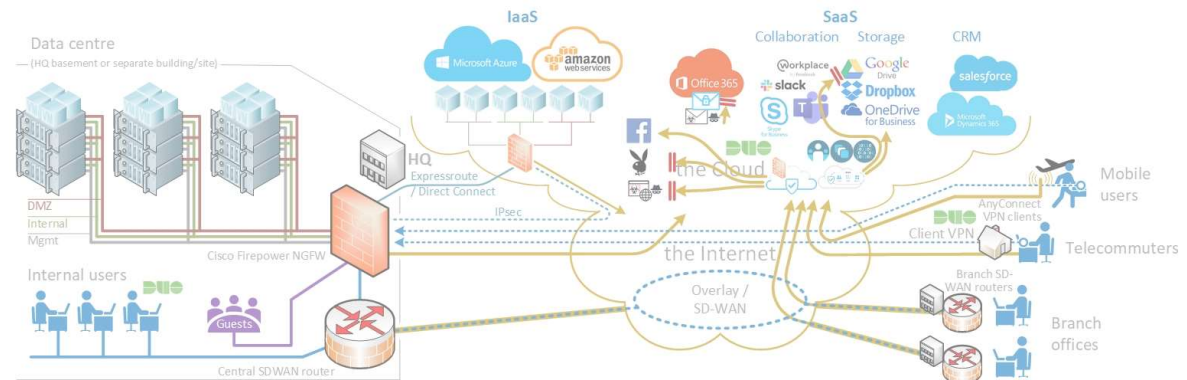 IaaS
SaaS
Data centre
(HQ basement or separate building/site)
Collaboration
Storage
CRM
Microsoft Azure
amazon
web services
Office 365
Workplace
slack
Skype
for Business
Google
Drive
Dropbox
OneDrive
for Business
salesforce
Microsoft
Dynamics 365
HQ
Expressroute
/ Direct Connect
IPsec
DUO
the Cloud
Mobile
users
AnyConnect
VPN clients
DUO
Client VPN
Telecommuters
DMZ
Internal
Mgmt
Cisco Firepower NGFW
the Internet
Internal users
DUO
Guests
Overlay /
SD-WAN
Branch SD-
WAN routers
Branch
offices
Central SDWAN router